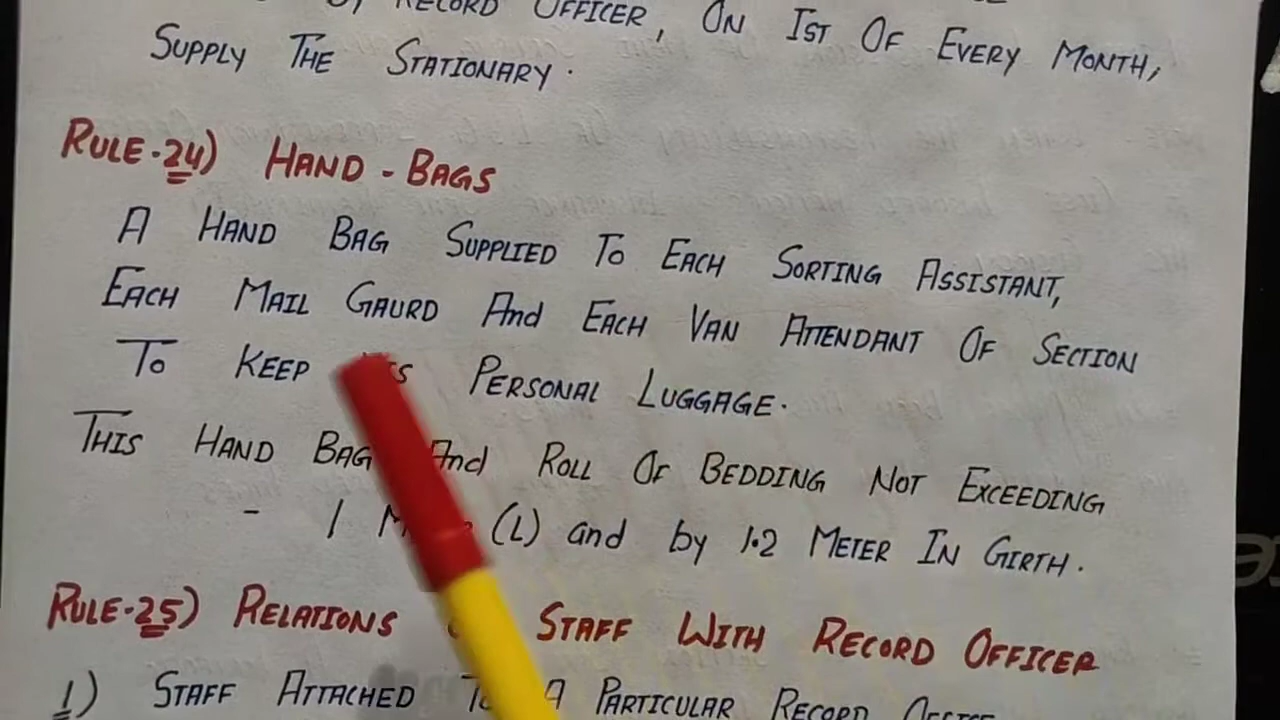 RECORD OFFICER, ON IST OF EVERY MONTH,
SUPPLY THE STATIONARY.
RULE-24) HAND-BAGS
A HAND BAG SUPPLIED TO EACH SORTING ASSISTANT,
EACH MAIL GAURD And EACH VAN ATTENDANT OF SECTION
TO KEEP PERSONAL LUGGAGE.
THIS HAND BAG And ROLL OF BEDDING NOT EXCEEDING
- 1 (L) and by 1.2 METER IN GIRTH.
RULE-25) RELATIONS STAFF WITH RECORD OFFICER
1) STAFF ATTACHED A PARTICULAR RECORD